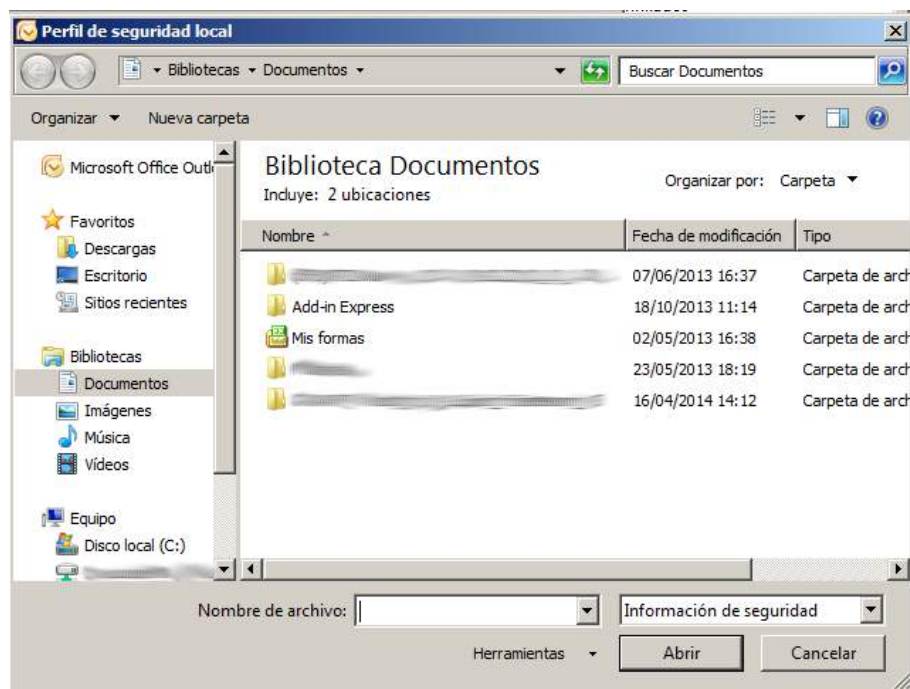 Perfil de seguridad local
Bibliotecas Documentos
Buscar Documentos
Organizar Nueva carpeta
Microsoft Office
Favoritos
Descargas
Escritorio
Sitios recientes
Bibliotecas
Documentos
Imágenes
Música
Vídeos
Equipo
Disco local (C:)
Biblioteca Documentos
Incluye: 2 ubicaciones
Organizar por: Carpeta
Nombre Fecha de modificación Tipo
07/06/2013 16:37 Carpeta de arch
Add-in Express 18/10/2013 11:14 Carpeta de arch
Mis formas 02/05/2013 16:38 Carpeta de arch
23/05/2013 18:19 Carpeta de arch
16/04/2014 14:12 Carpeta de arch
Nombre de archivo:
Información de seguridad
Herramientas Abrir Cancelar